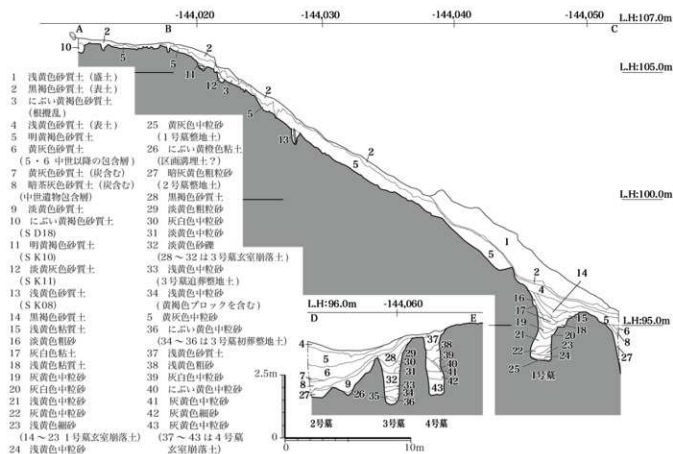 -144,020
-144,030
-144,040
-144,050
L.H:107.0m
A
B
C
L.H:105.0m
L.H:100.0m
L.H:95.0m
1 浅黄色砂質土(盛土)
2 黒褐色砂質土(表土)
3 にぶい黄褐色砂質土
(根攪乱)
4 浅黄色砂質土(表土)
5 明黄褐色砂質土
6 黄灰色砂質土
(5・6 中世以降の包含層)
7 黄灰色砂質土(炭含む)
8 暗茶灰色砂質土(炭含む)
(中世遺物包含層)
9 淡黄色砂質土
10 にぶい黄褐色砂質土
(SD18)
11 明黄褐色砂質土
(SK10)
12 淡黄灰色砂質土
(SK11)
13 浅黄色砂質土
(SK08)
14 黒褐色砂質土
15 浅黄色粘質土
16 淡黄色粗砂
17 灰白色粘土
18 浅黄色粘質土
19 灰黄色中粒砂
20 灰白色中粒砂
21 浅黄色中粒砂
22 灰黄色中粒砂
23 浅黄色細砂
(14~23 1号墓玄室崩落土)
24 浅黄色中粒砂
25 黄灰色中粒砂
(1号墓整地土)
26 にぶい黄橙色粘土
(区画溝埋土?)
27 暗灰黄色粗粒砂
(2号墓整地土)
28 黒褐色砂質土
29 淡黄色粗粒砂
30 灰白色中粒砂
31 淡黄色中粒砂
32 淡黄色砂礫
(28~32は3号墓玄室崩落土)
33 浅黄色中粒砂
(3号墓追葬整地土)
34 浅黄色中粒砂
(黄褐色ブロックを含む)
5 黄灰色中粒砂
36 にぶい黄色中粒砂
(34~36は3号墓初葬整地土)
37 浅黄色砂質土
38 浅黄色粗砂
39 灰白色中粒砂
40 にぶい黄色中粒砂
41 灰黄色中粒砂
42 灰黄色細砂
43 灰黄色中粒砂
(37~43は4号墓
玄室崩落土)
L.H:96.0m
-144,060
D
E
2号墓
3号墓
4号墓
1号墓
2.5m
0
0
10m